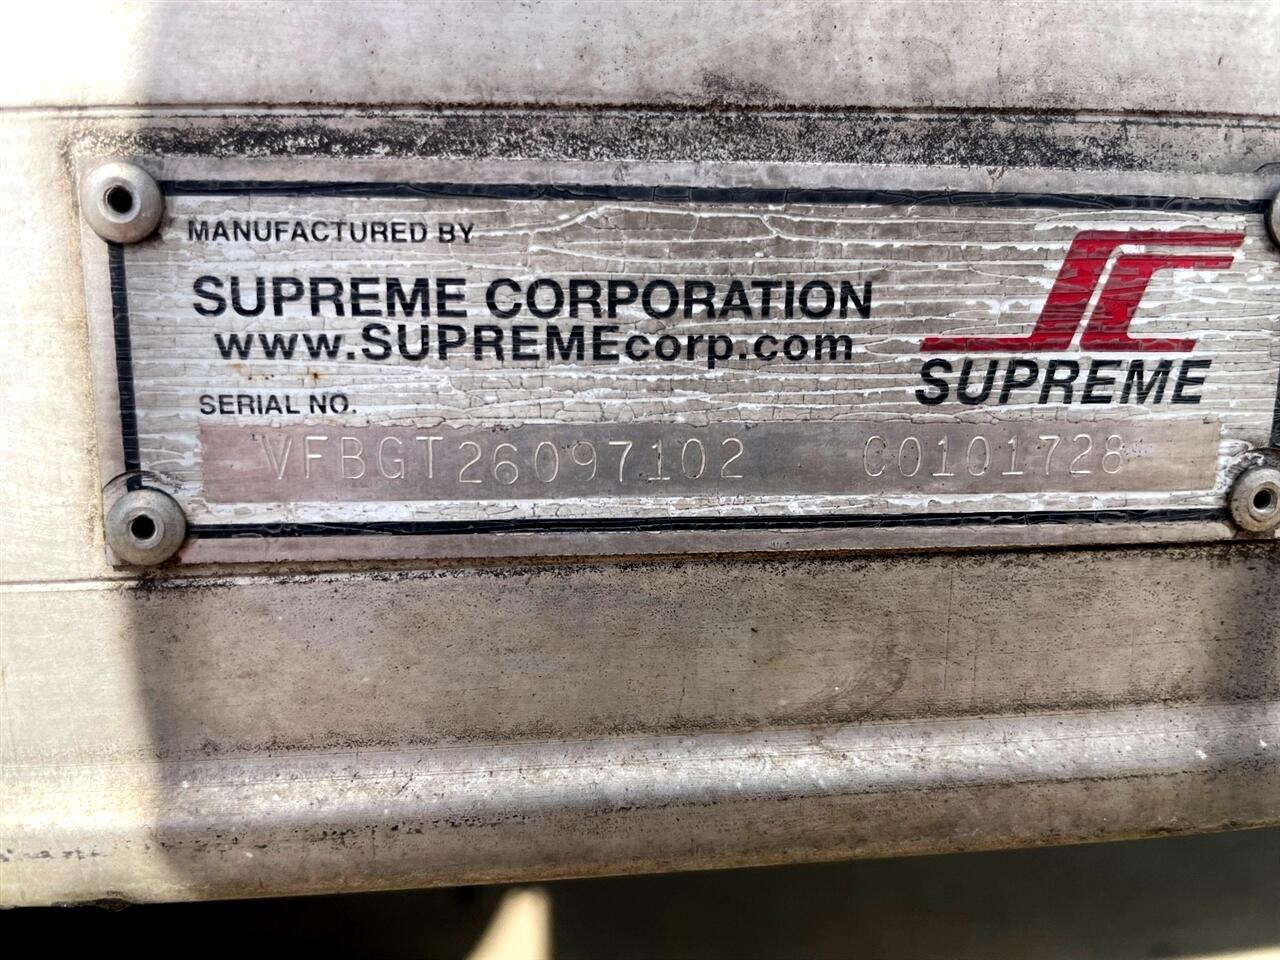 MANUFACTURED BY
SUPREME CORPORATION
www.SUPREMEcorp.com
SUPREME
SERIAL NO.
VFBGT26097102 C0101728